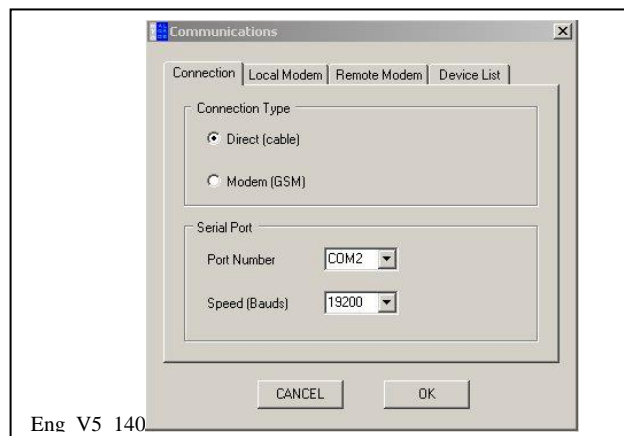 Communications
Connection Local Modem Remote Modem Device List
Connection Type
Direct (cable)
Modem (GSM)
Serial Port
Port Number COM2
Speed (Bauds) 19200
CANCEL OK
Eng V5 140